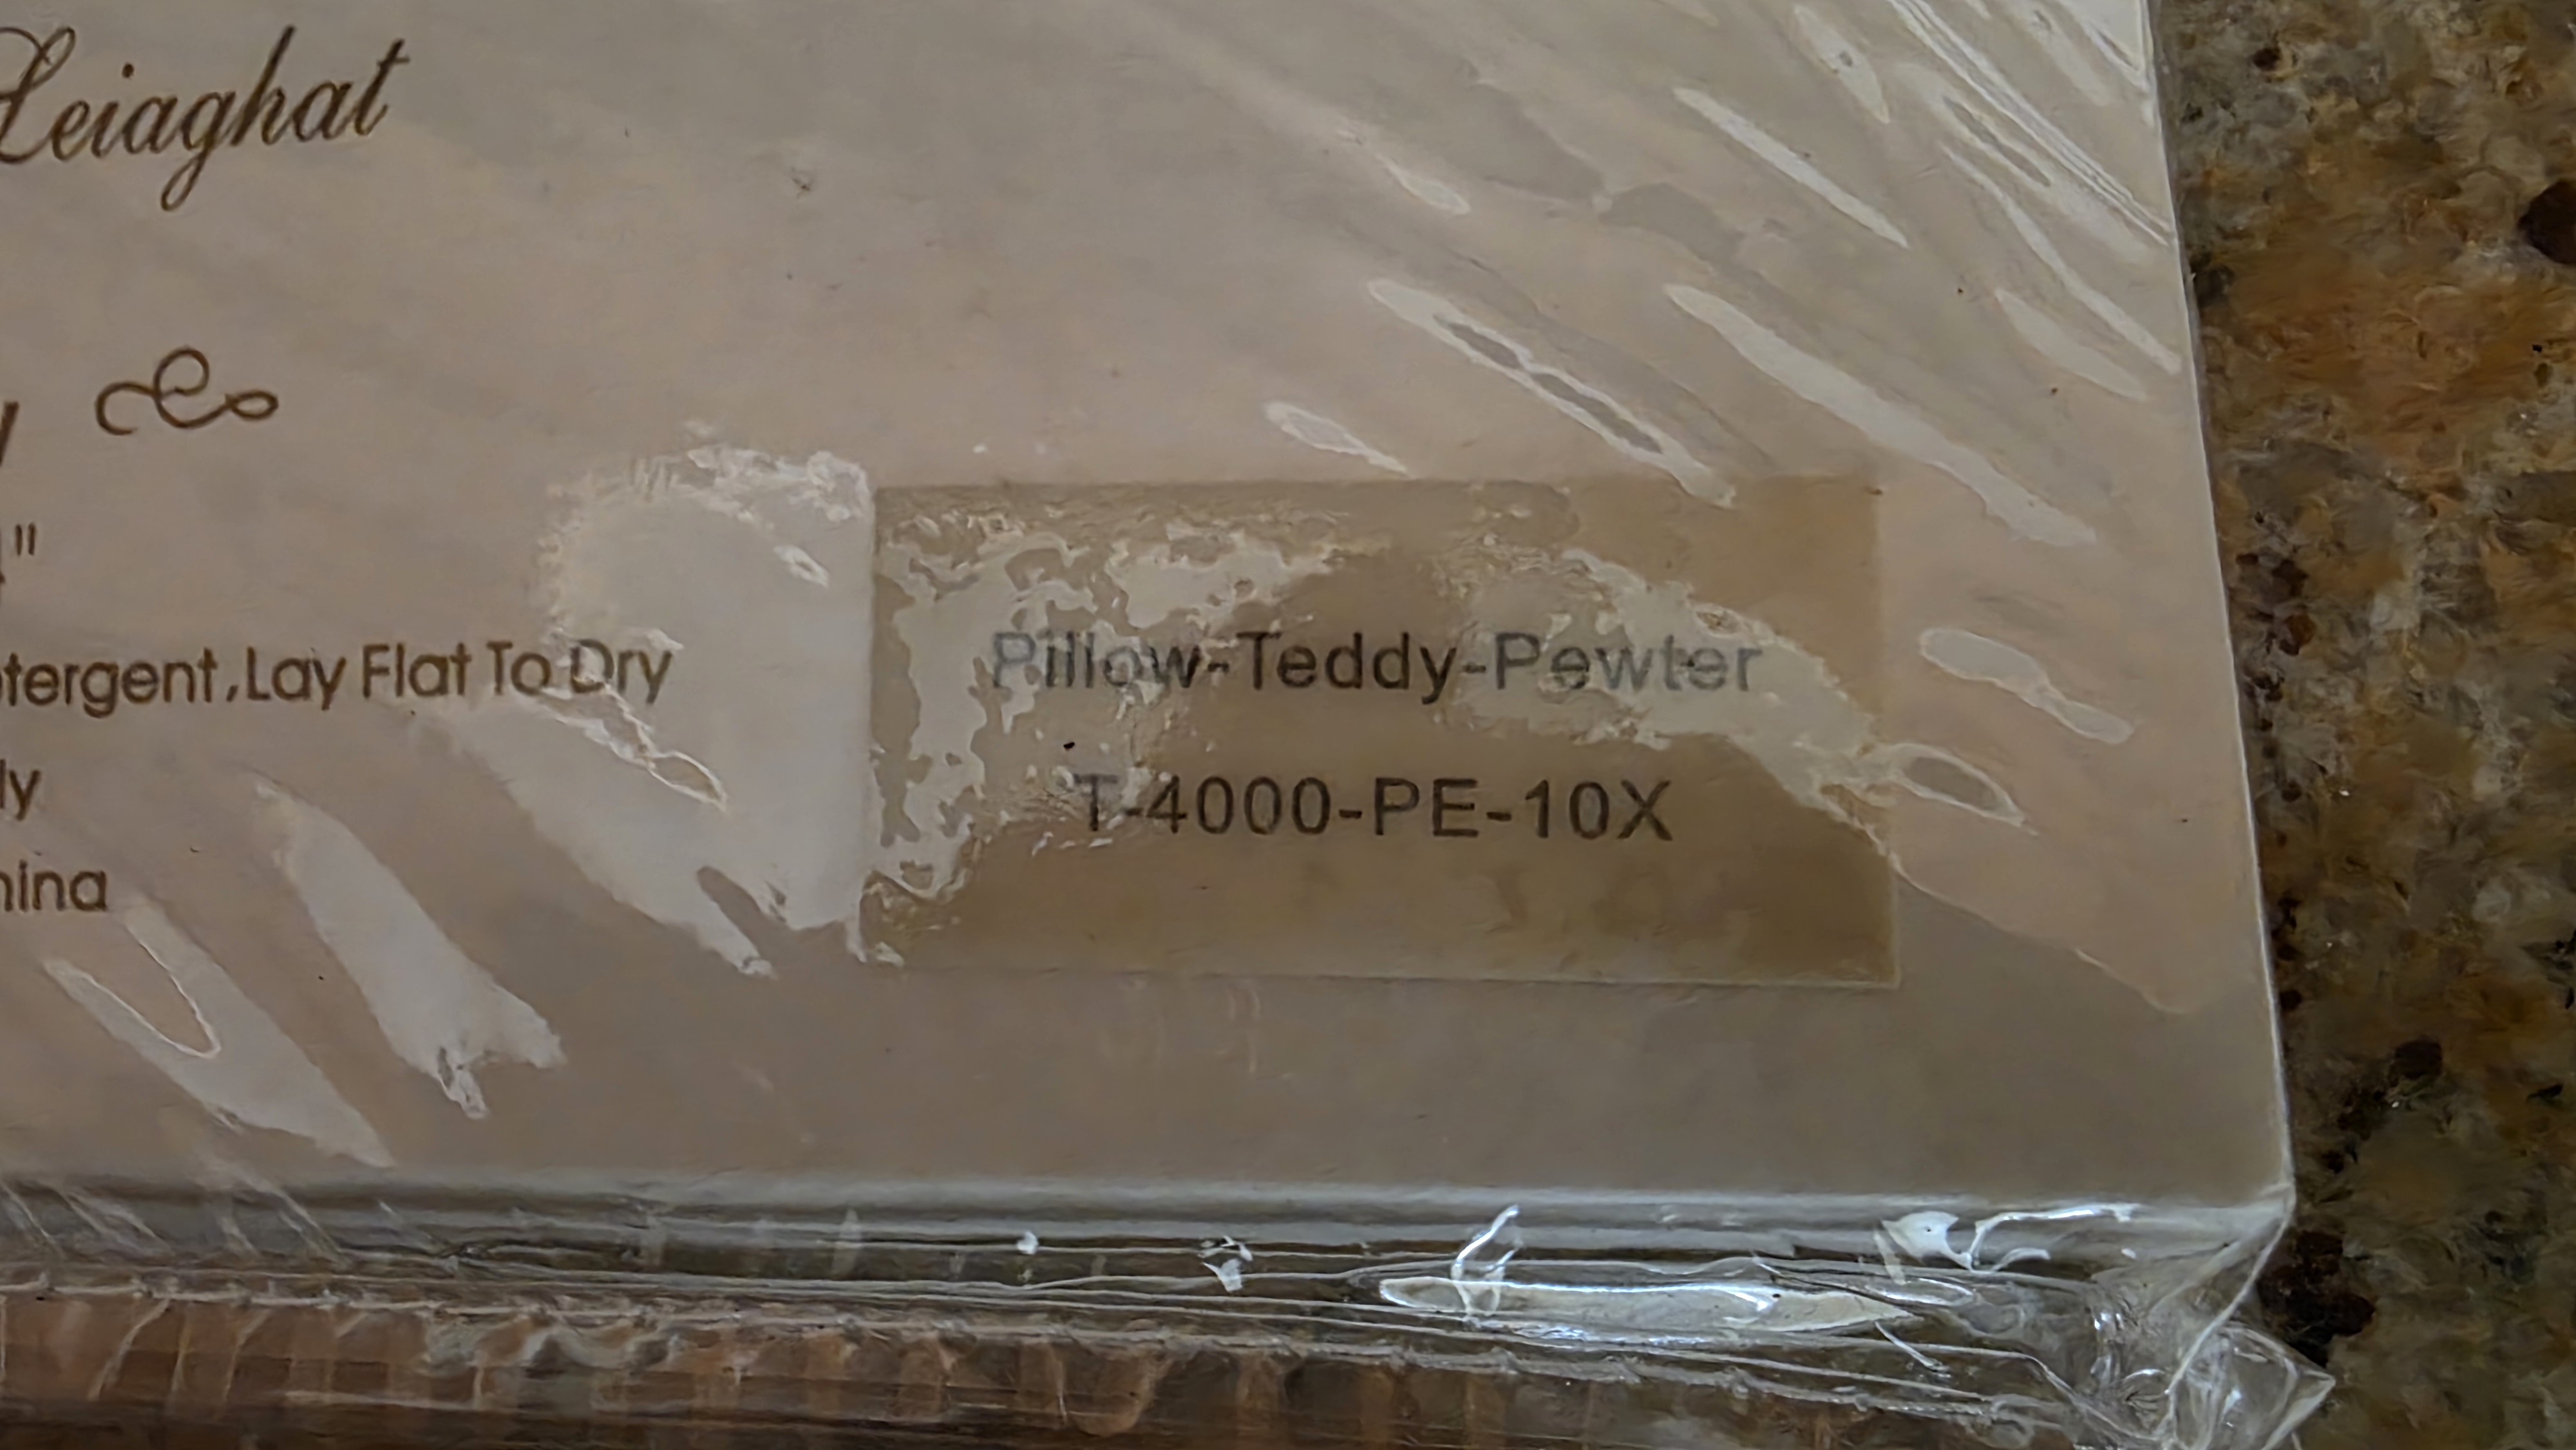 Leiaghat
"
tergent,Lay Flat To Dry
Pillow-Teddy-Pewter
ly
T-4000-PE-10X
hina